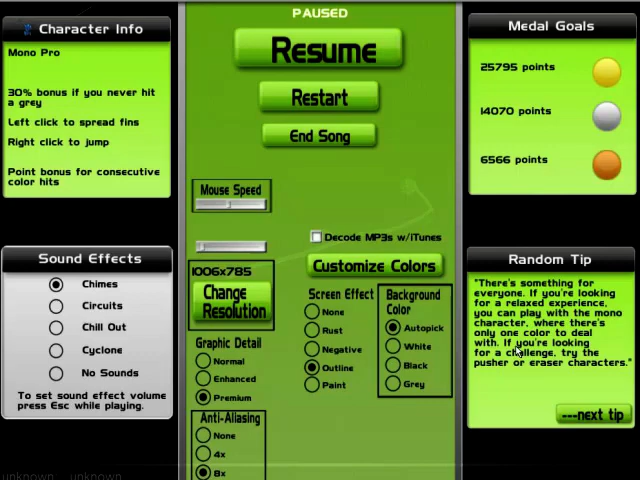 PAUSED
Character Info
Mono Pro
30% bonus if you never hit
a grey
Left click to spread fins
Right click to jump
Point bonus for consecutive
color hits
Resume
Restart
End Song
Medal Goals
25795 points
14070 points
6566 points
Mouse Speed
Decode MP3s w/iTunes
1006x785
Change
Resolution
Customize Colors
Graphic Detail
Normal
Enhanced
Premium
Anti-Aliasing
None
4x
8x
Screen Effect
None
Rust
Negative
Outline
Paint
Background
Color
Autopick
White
Black
Grey
Sound Effects
Chimes
Circuits
Chill Out
Cyclone
No Sounds
To set sound effect volume
press Esc while playing.
Random Tip
"There's something for
everyone. If you're looking
for a relaxed experience,
you can play with the mono
character, where there's
only one color to deal
with. If you're looking
for a challenge, try the
pusher or eraser characters."
---next tip
unknown unknown